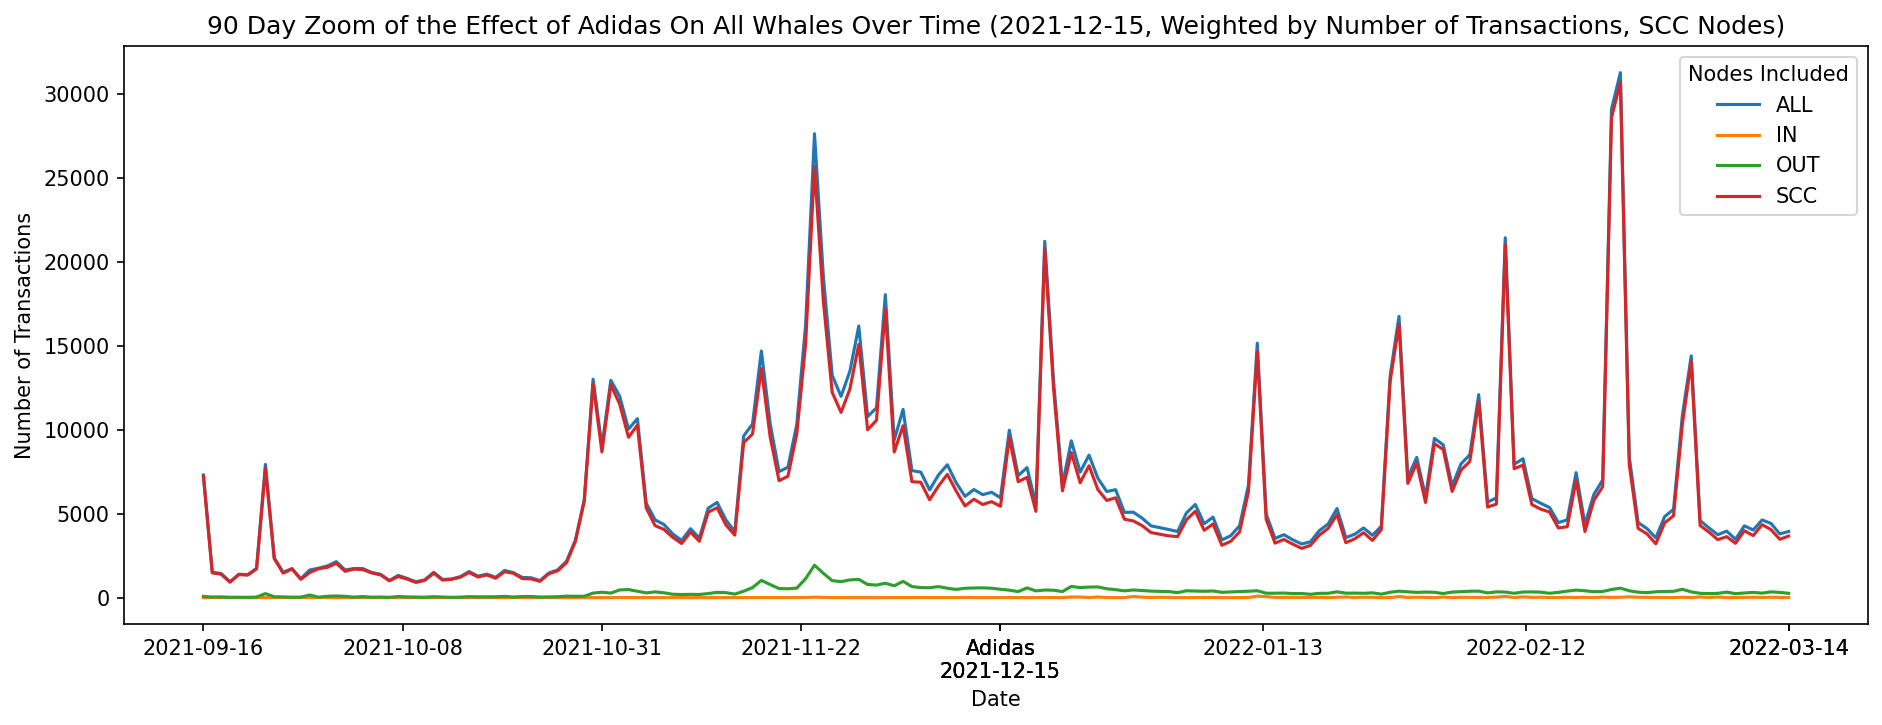 90 Day Zoom of the Effect of Adidas On All Whales Over Time (2021-12-15, Weighted by Number of Transactions, SCC Nodes)
Number of Transactions
30000
25000
20000
15000
10000
5000
0
Nodes Included
ALL
IN
OUT
SCC
2021-09-16 2021-10-08 2021-10-31 2021-11-22 Adidas 2022-01-13 2022-02-12 2022-03-14
2021-12-15
Date